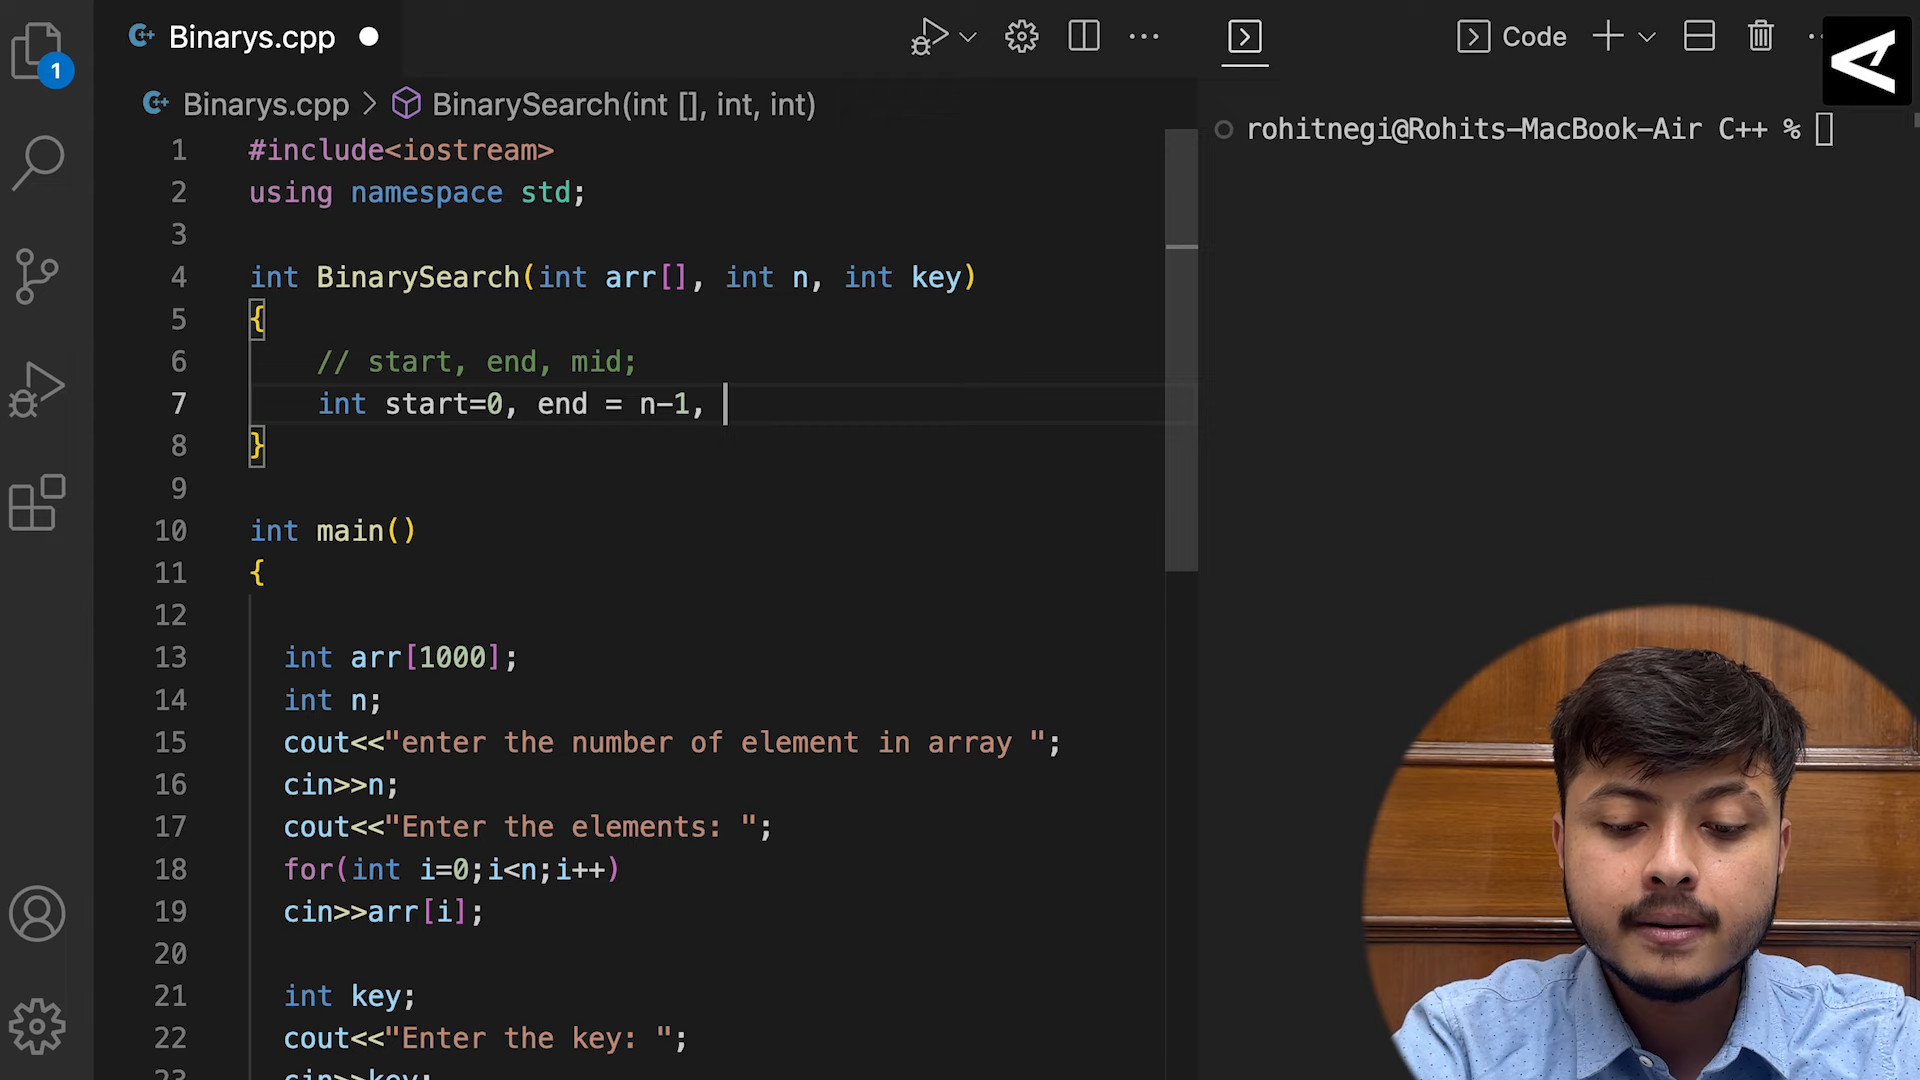 Binarys.cpp
Code
1
Binarys.cpp > BinarySearch(int [], int, int)
rohitnegi@Rohits-MacBook-Air C++ %
1 #include<iostream>
2 using namespace std;
3
4 int BinarySearch(int arr[], int n, int key)
5 {
6 // start, end, mid;
7 int start=0, end = n-1,
8 }
9
10 int main()
11 {
12
13 int arr[1000];
14 int n;
15 cout<<"enter the number of element in array ";
16 cin>>n;
17 cout<<"Enter the elements: ";
18 for(int i=0;i<n;i++)
19 cin>>arr[i];
20
21 int key;
22 cout<<"Enter the key: ";
23 cin>>key;